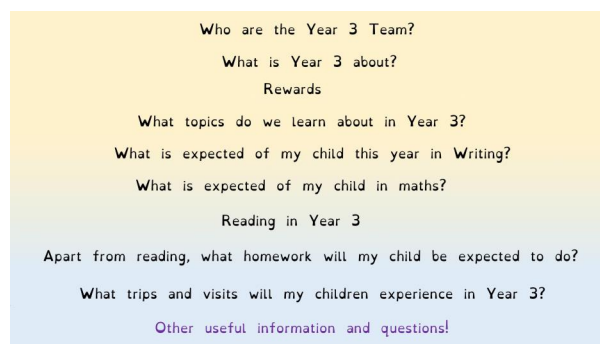 Who are the Year 3 Team?
What is Year 3 about?
Rewards
What topics do we learn about in Year 3?
What is expected of my child this year in Writing?
What is expected of my child in maths?
Reading in Year 3
Apart from reading, what homework will my child be expected to do?
What trips and visits will my children experience in Year 3?
Other useful information and questions!